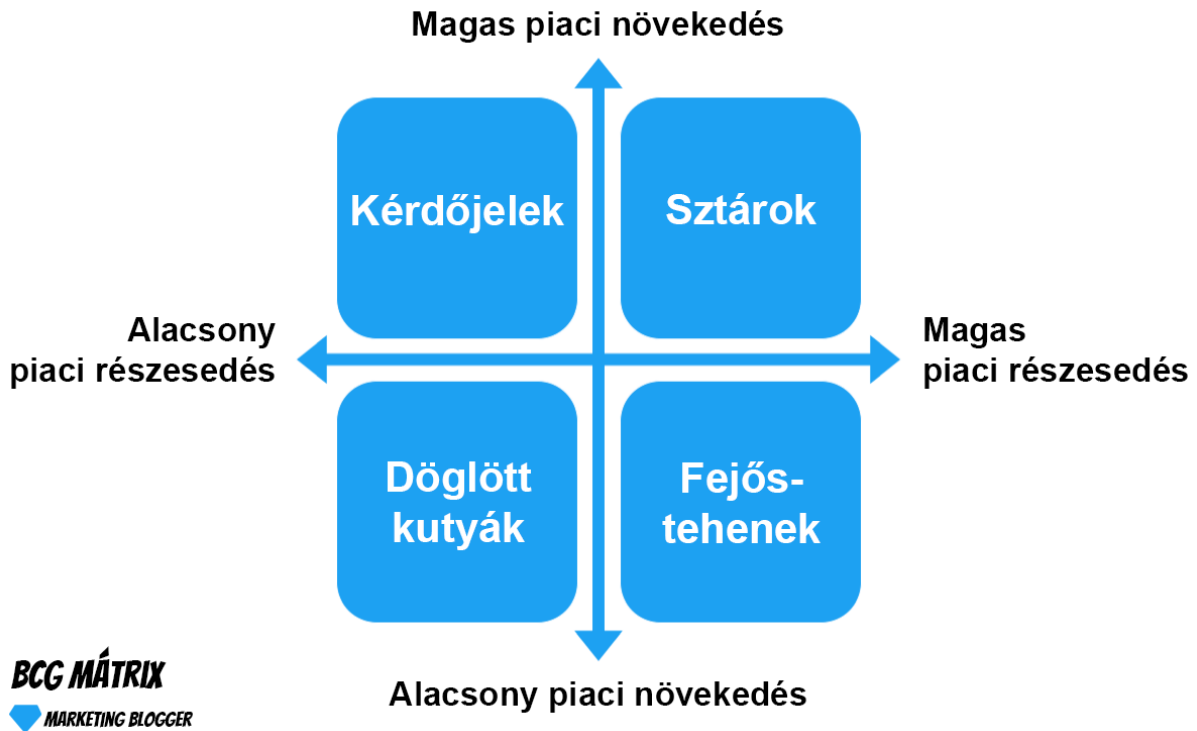 Magas piaci növekedés
Kérdőjelek
Sztárok
Alacsony
piaci részesedés
Magas
piaci részesedés
Döglött
kutyák
Fejős-
tehenek
Alacsony piaci növekedés
BCG MÁTRIX
MARKETING BLOGGER